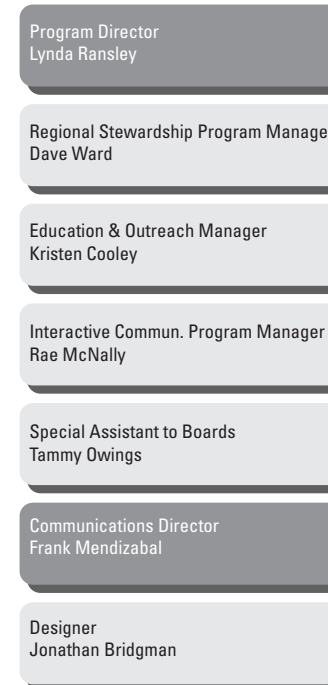 Program Director
Lynda Ransley
Regional Stewardship Program Manage
Dave Ward
Education & Outreach Manager
Kristen Cooley
Interactive Commun. Program Manager
Rae McNally
Special Assistant to Boards
Tammy Owings
Communications Director
Frank Mendizabal
Designer
Jonathan Bridgman